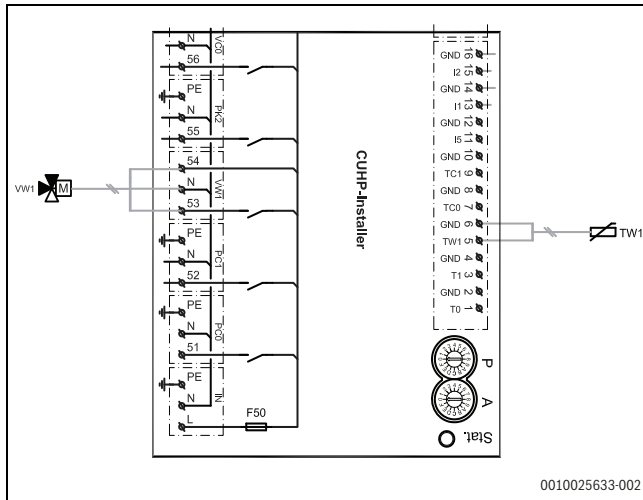 N
VC0
56
PE
N
PK2
55
54
N
VW1
53
PE
N
PC1
52
PE
N
PC0
51
PE
N
IN
L
F50
VW1
M
CUHP-Installer
GND 16
I2 15
GND 14
I1 13
GND 12
I5 11
GND 10
TC1 9
GND 8
TC0 7
GND 6
TW1 5
GND 4
T1 3
GND 2
T0 1
TW1
P
A
Stat.
0010025633-002